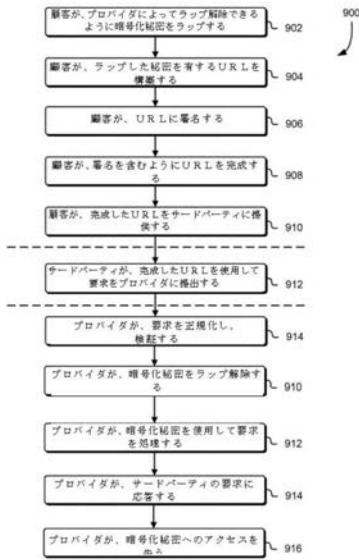 900
顧客が、プロバイダによってラップ解除できる
ように暗号化秘密をラップする
902
顧客が、ラップした秘密を有するURLを
構築する
904
顧客が、URLに署名する
906
顧客が、署名を含むようにURLを完成す
る
908
顧客が、完成したURLをサードパーティに提
供する
910
サードパーティが、完成したURLを使用して
要求をプロバイダに提出する
912
プロバイダが、要求を正規化し、
検証する
914
プロバイダが、暗号化秘密をラップ解除す
る
910
プロバイダが、暗号化秘密を使用して要求
を処理する
912
プロバイダが、サードパーティの要求に
応答する
914
プロバイダが、暗号化秘密へのアクセスを
916